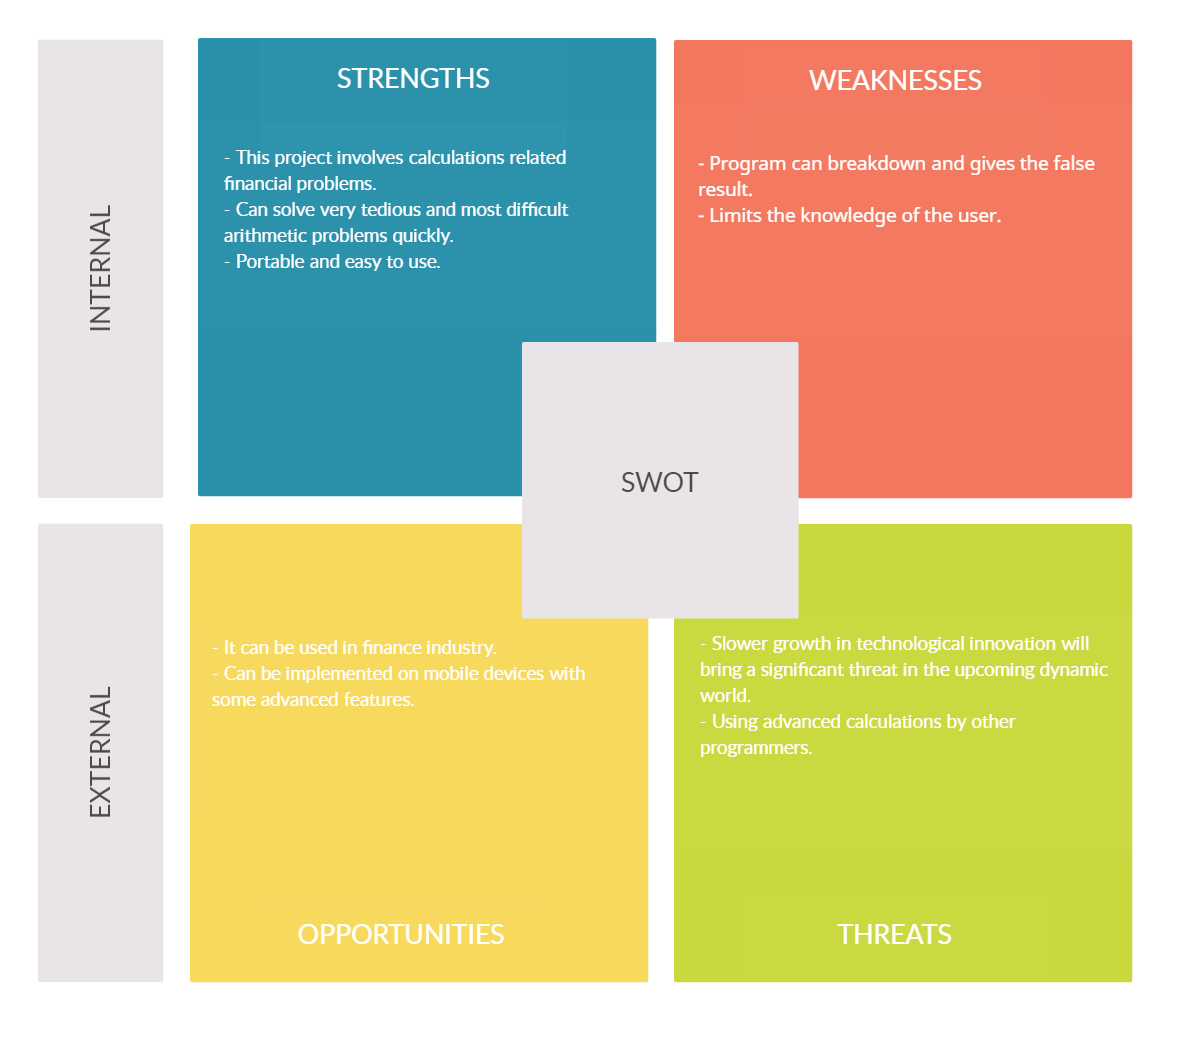 INTERNAL
STRENGTHS
- This project involves calculations related
financial problems.
- Can solve very tedious and most difficult
arithmetic problems quickly.
- Portable and easy to use.
WEAKNESSES
- Program can breakdown and gives the false
result.
- Limits the knowledge of the user.
SWOT
EXTERNAL
- It can be used in finance industry.
- Can be implemented on mobile devices with
some advanced features.
OPPORTUNITIES
- Slower growth in technological innovation will
bring a significant threat in the upcoming dynamic
world.
- Using advanced calculations by other
programmers.
THREATS